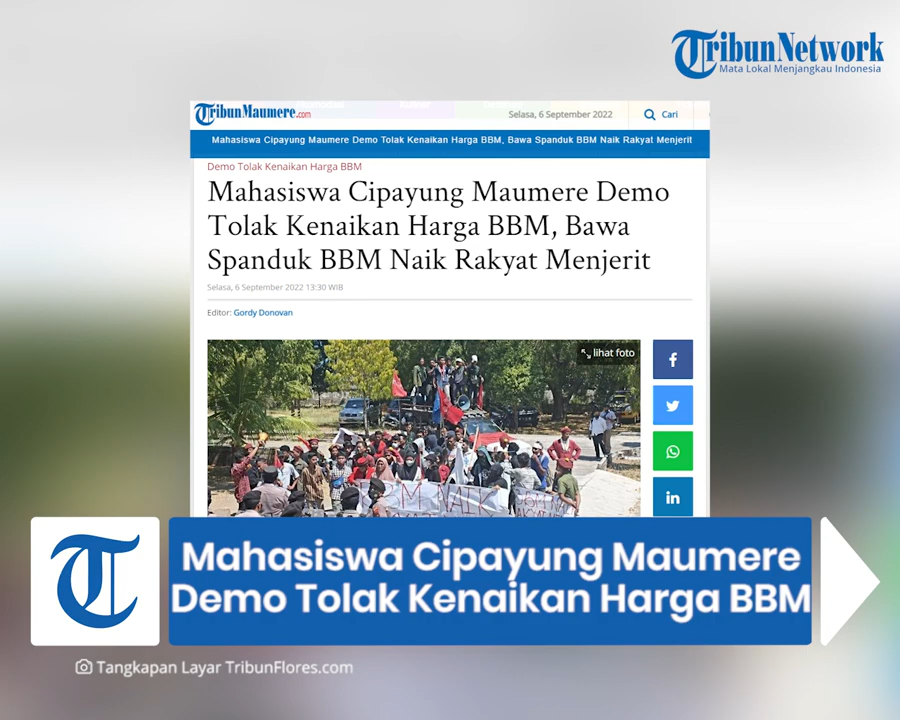 TribunNetwork
Mata Lokal Menjangkau Indonesia
TribunMaumere.com
Selasa, 6 September 2022
Cari
Mahasiswa Cipayung Maumere Demo Tolak Kenaikan Harga BBM, Bawa Spanduk BBM Naik Rakyat Menjerit
Demo Tolak Kenaikan Harga BBM
Mahasiswa Cipayung Maumere Demo
Tolak Kenaikan Harga BBM, Bawa
Spanduk BBM Naik Rakyat Menjerit
Selasa, 6 September 2022 13:30 WIB
Editor: Gordy Donovan
lihat foto
NAIK
Mahasiswa Cipayung Maumere
Demo Tolak Kenaikan Harga BBM
Tangkapan Layar TribunFlores.com